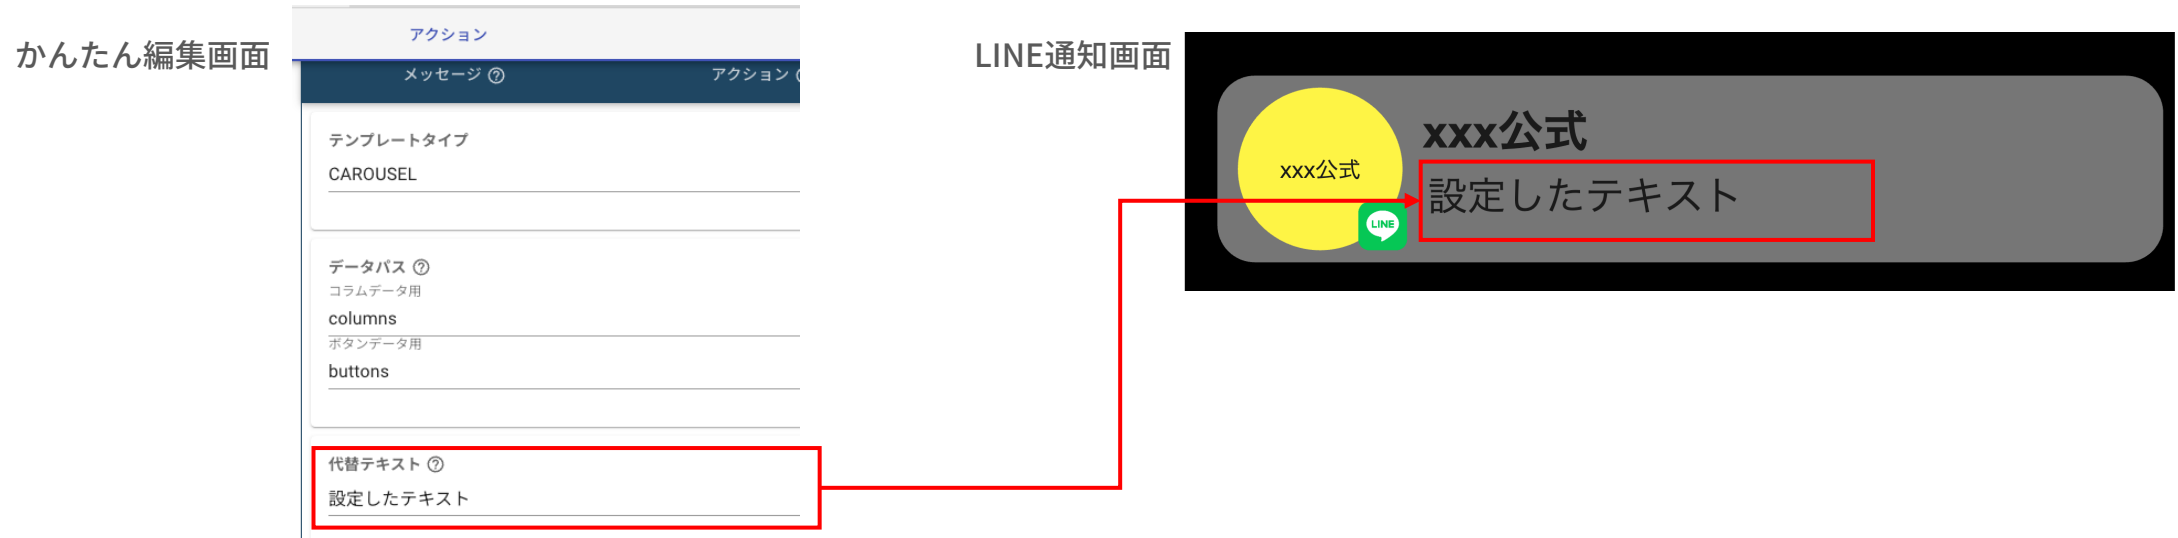 かんたん編集画面
アクション
メッセージ
アクション
テンプレートタイプ
CAROUSEL
データパス
コラムデータ用
columns
ボタンデータ用
buttons
代替テキスト
設定したテキスト
LINE通知画面
xxx公式
xxx公式
設定したテキスト
LINE